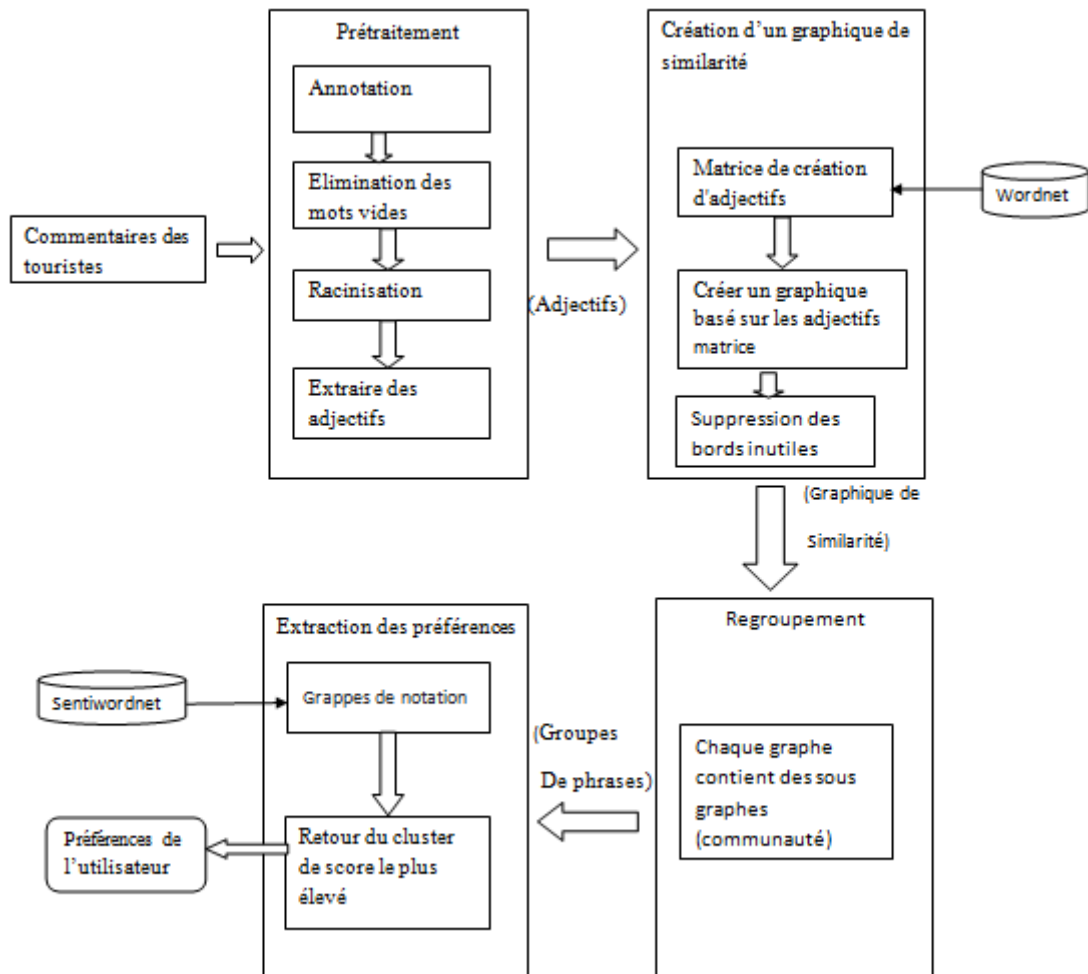 Commentaires des
touristes
Prétraitement
Annotation
Elimination des
mots vides
Racinisation
Extraire des
adjectifs
(Adjectifs)
Création d'un graphique de
similarité
Matrice de création
d'adjectifs
Wordnet
Créer un graphique
basé sur les adjectifs
matrice
Suppression des
bords inutiles
(Graphique de
Similarité)
Regroupement
Chaque graphe
contient des sous
graphes
(communauté)
(Groupes
De phrases)
Extraction des préférences
Sentiwordnet
Grappes de notation
Retour du cluster
de score le plus
élevé
Préférences de
l'utilisateur